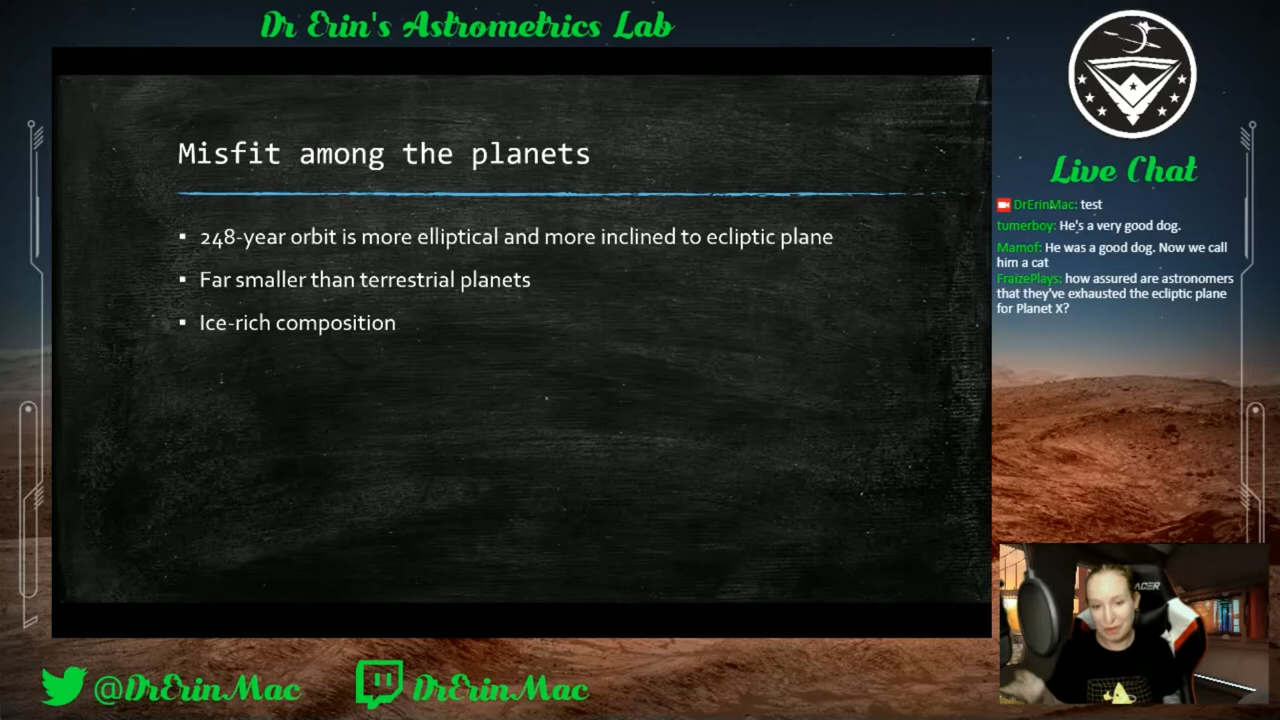 Dr Erin's Astrometrics Lab
Misfit among the planets
▪ 248-year orbit is more elliptical and more inclined to ecliptic plane
▪ Far smaller than terrestrial planets
▪ Ice-rich composition
Live Chat
DrErinMac: test
tumerboy: He's a very good dog.
Mamof: He was a good dog. Now we call
him a cat
FraizePlays: how assured are astronomers
that they've exhausted the ecliptic plane
for Planet X?
@DrErinMac
DrErinMac